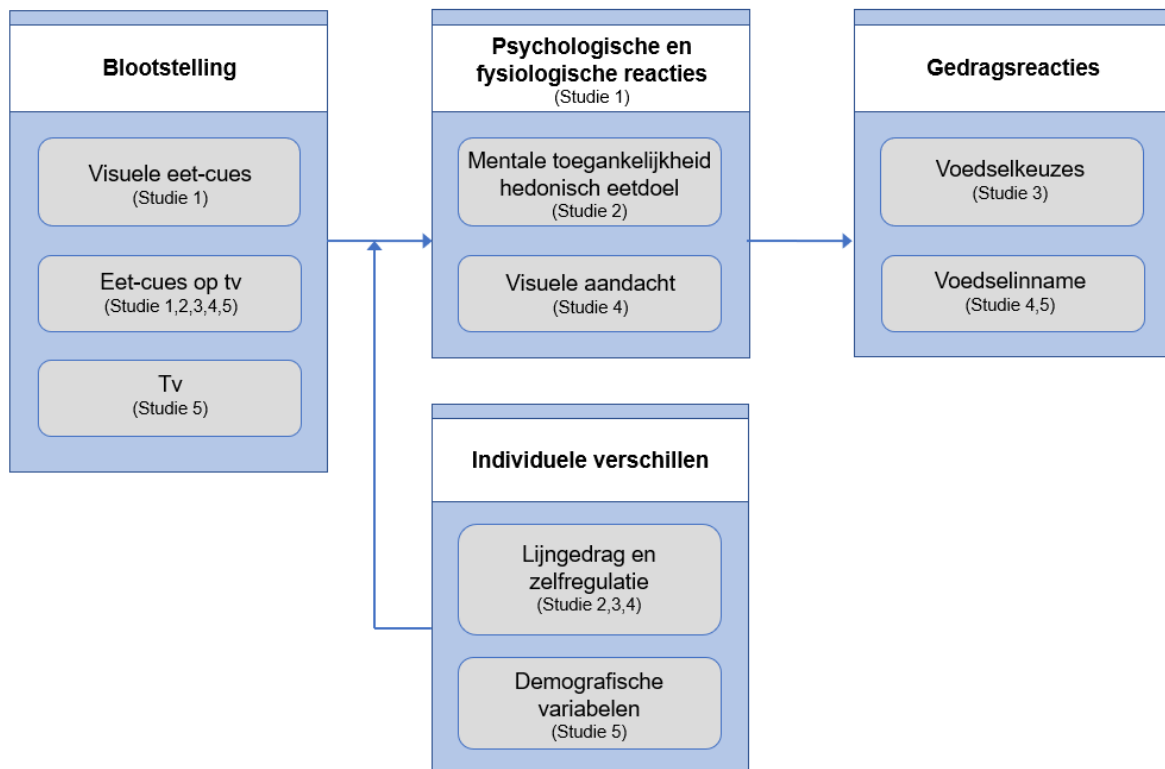 Blootstelling
Visuele eet-cues
(Studie 1)
Eet-cues op tv
(Studie 1,2,3,4,5)
Tv
(Studie 5)
Psychologische en
fysiologische reacties
(Studie 1)
Mentale toegankelijkheid
hedonisch eetdoel
(Studie 2)
Visuele aandacht
(Studie 4)
Gedragsreacties
Voedselkeuzes
(Studie 3)
Voedselinname
(Studie 4,5)
Individuele verschillen
Lijngedrag en
zelfregulatie
(Studie 2,3,4)
Demografische
variabelen
(Studie 5)